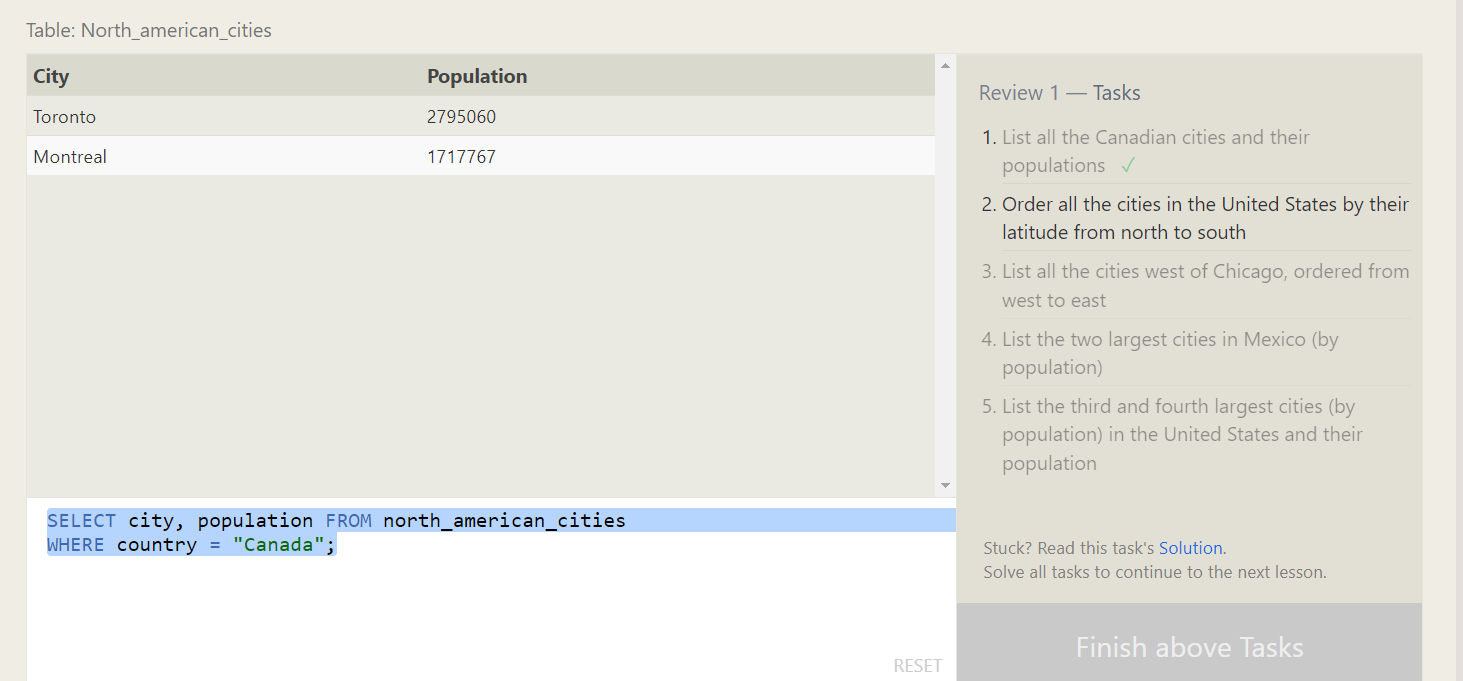 Table: North_american_cities
City Population
Toronto 2795060
Montreal 1717767
SELECT city, population FROM north_american_cities
WHERE country = "Canada";
RESET
Review 1 — Tasks
1. List all the Canadian cities and their
populations ✓
2. Order all the cities in the United States by their
latitude from north to south
3. List all the cities west of Chicago, ordered from
west to east
4. List the two largest cities in Mexico (by
population)
5. List the third and fourth largest cities (by
population) in the United States and their
population
Stuck? Read this task's Solution.
Solve all tasks to continue to the next lesson.
Finish above Tasks